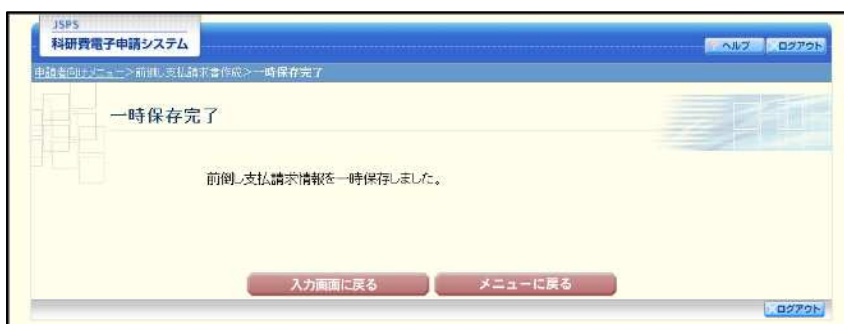 JSPS
科研費電子申請システム
ヘルプ ログアウト
申請者向けメニュー>前倒し支払請求書作成>一時保存完了
一時保存完了
前倒し支払請求情報を一時保存しました。
入力画面に戻る メニューに戻る
ログアウト